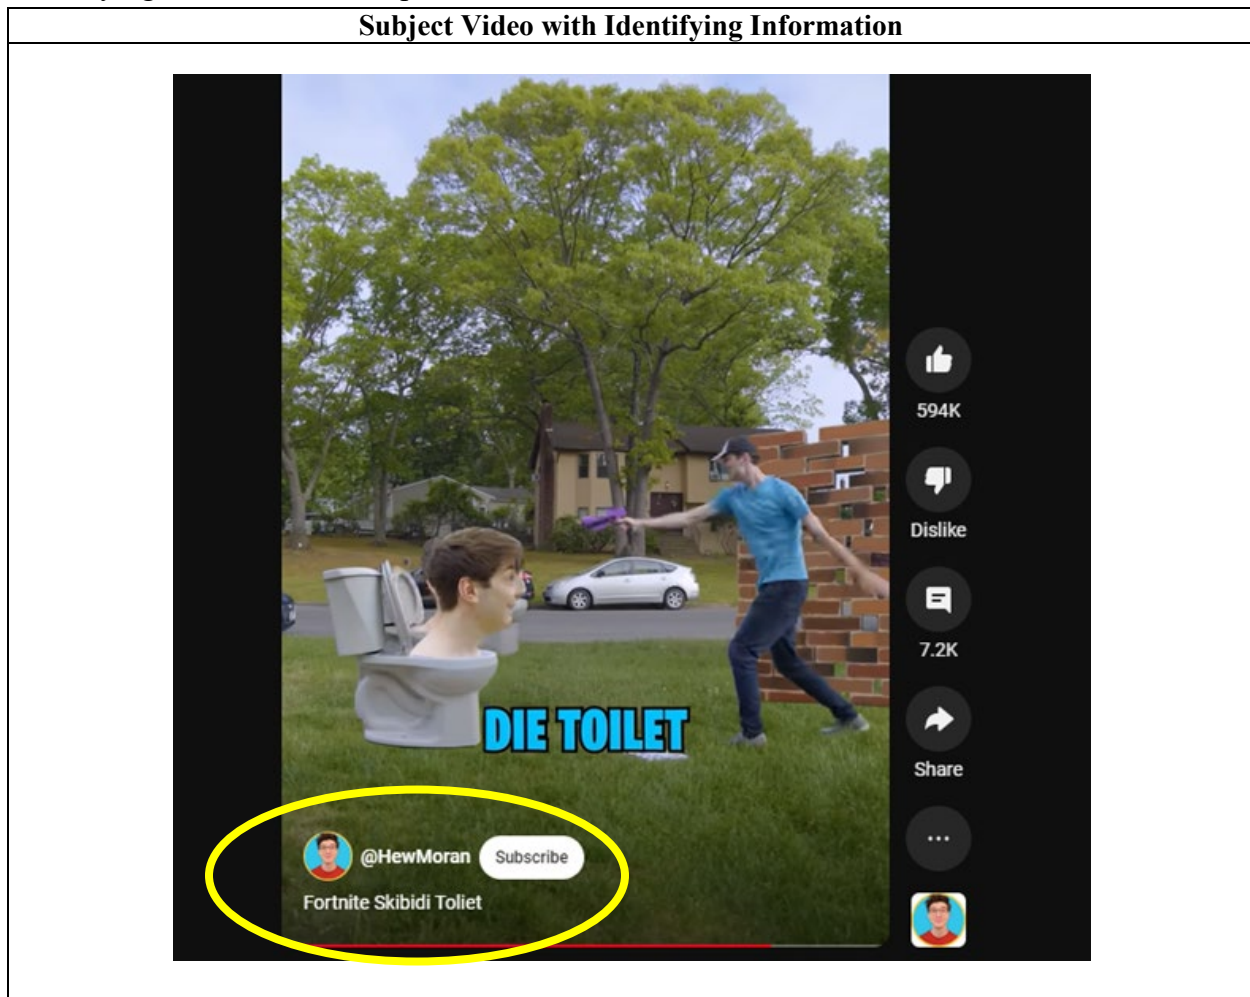 Subject Video with Identifying Information
594K
Dislike
7.2K
Share
DIE TOILET
@HewMoran Subscribe
Fortnite Skibidi Toliet